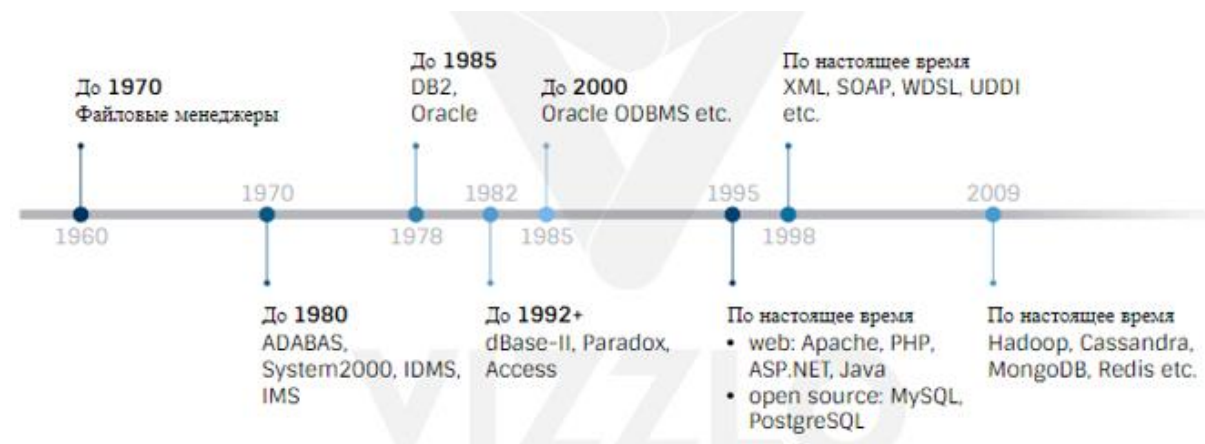 До 1970
Файловые менеджеры
До 1985
DB2,
Oracle
До 2000
Oracle ODBMS etc.
По настоящее время
XML, SOAP, WDSL, UDDI
etc.
1970
1982
1995
2009
1960
1978
1985
1998
До 1980
ADABAS,
System2000, IDMS,
IMS
До 1992+
dBase-II, Paradox,
Access
По настоящее время
• web: Apache, PHP,
ASP.NET, Java
• open source: MySQL,
PostgreSQL
По настоящее время
Hadoop, Cassandra,
MongoDB, Redis etc.
VIZZLO